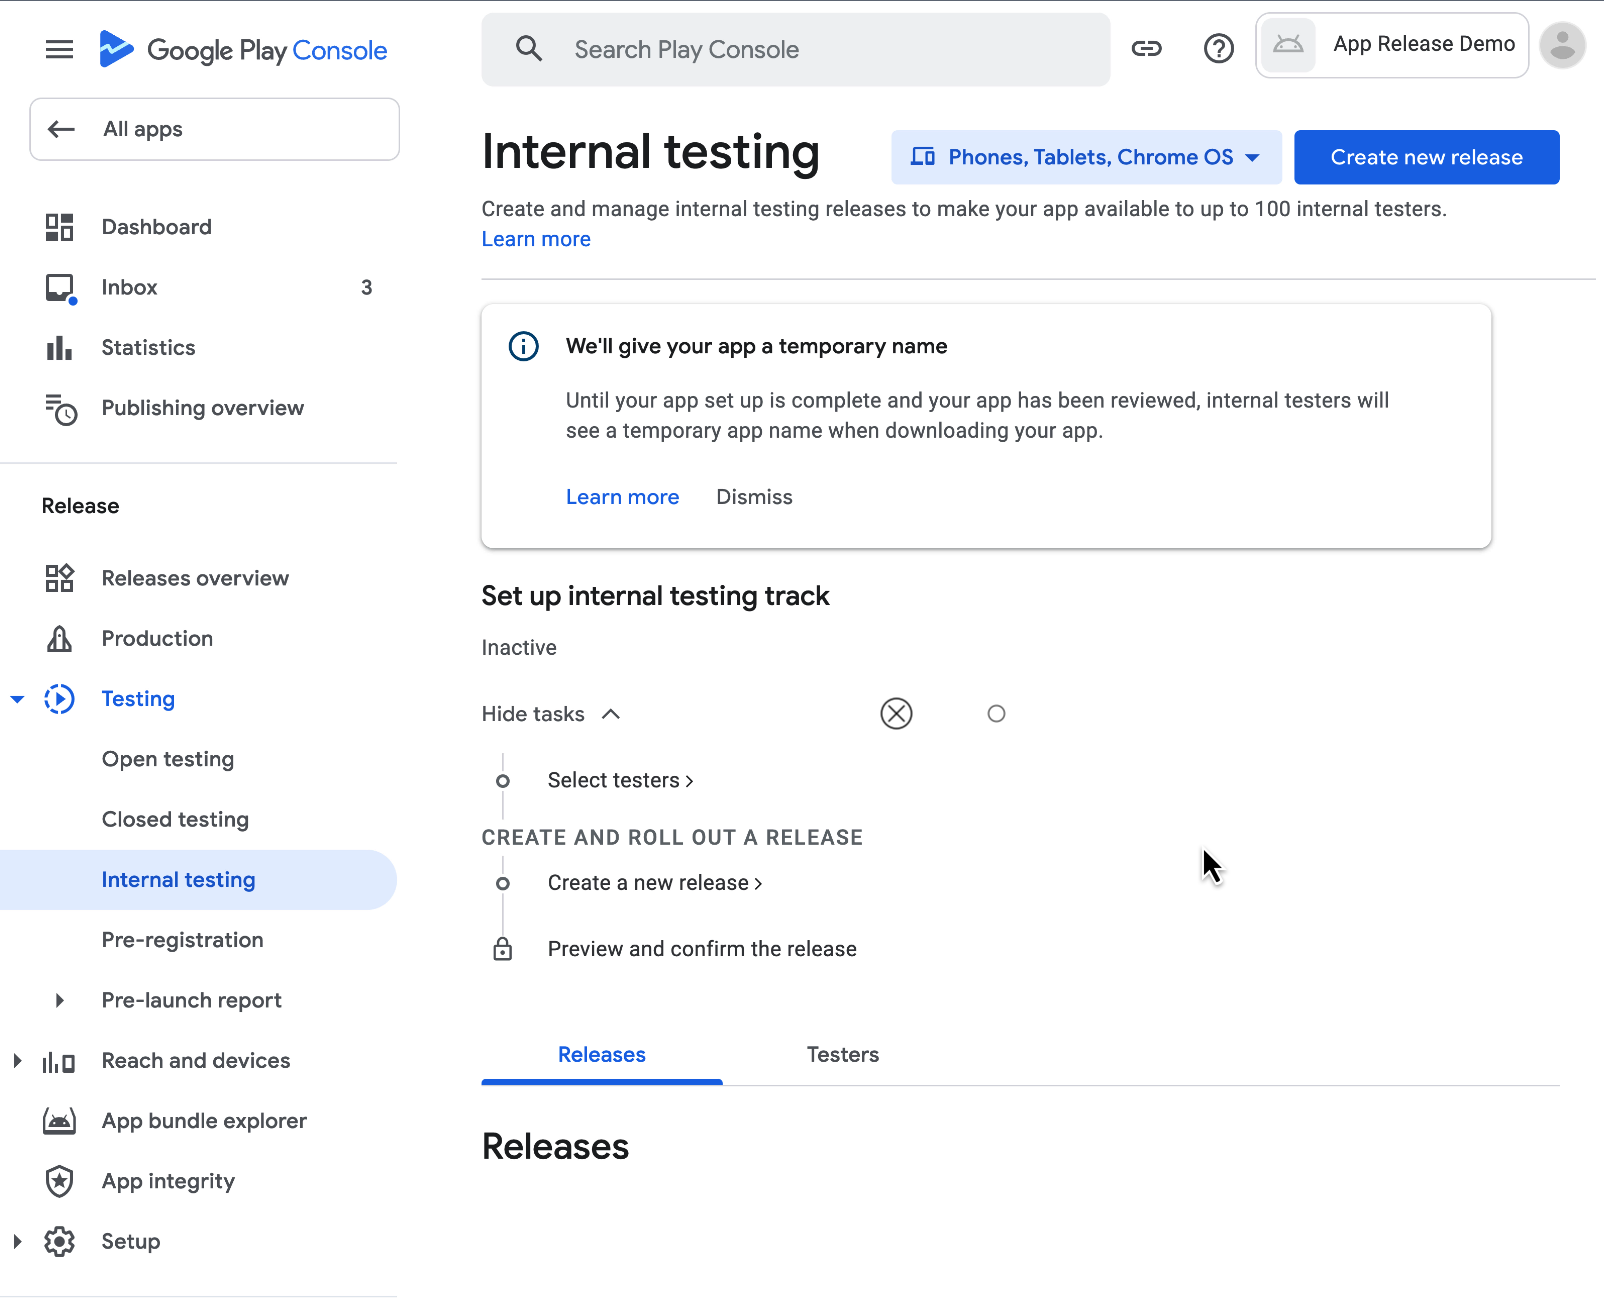 Google Play Console
Search Play Console
App Release Demo
All apps
Dashboard
Inbox 3
Statistics
Publishing overview
Release
Releases overview
Production
Testing
Open testing
Closed testing
Internal testing
Pre-registration
Pre-launch report
Reach and devices
App bundle explorer
App integrity
Setup
Internal testing
Phones, Tablets, Chrome OS
Create new release
Create and manage internal testing releases to make your app available to up to 100 internal testers.
Learn more
We'll give your app a temporary name
Until your app set up is complete and your app has been reviewed, internal testers will
see a temporary app name when downloading your app.
Learn more Dismiss
Set up internal testing track
Inactive
Hide tasks
Select testers
CREATE AND ROLL OUT A RELEASE
Create a new release
Preview and confirm the release
Releases Testers
Releases